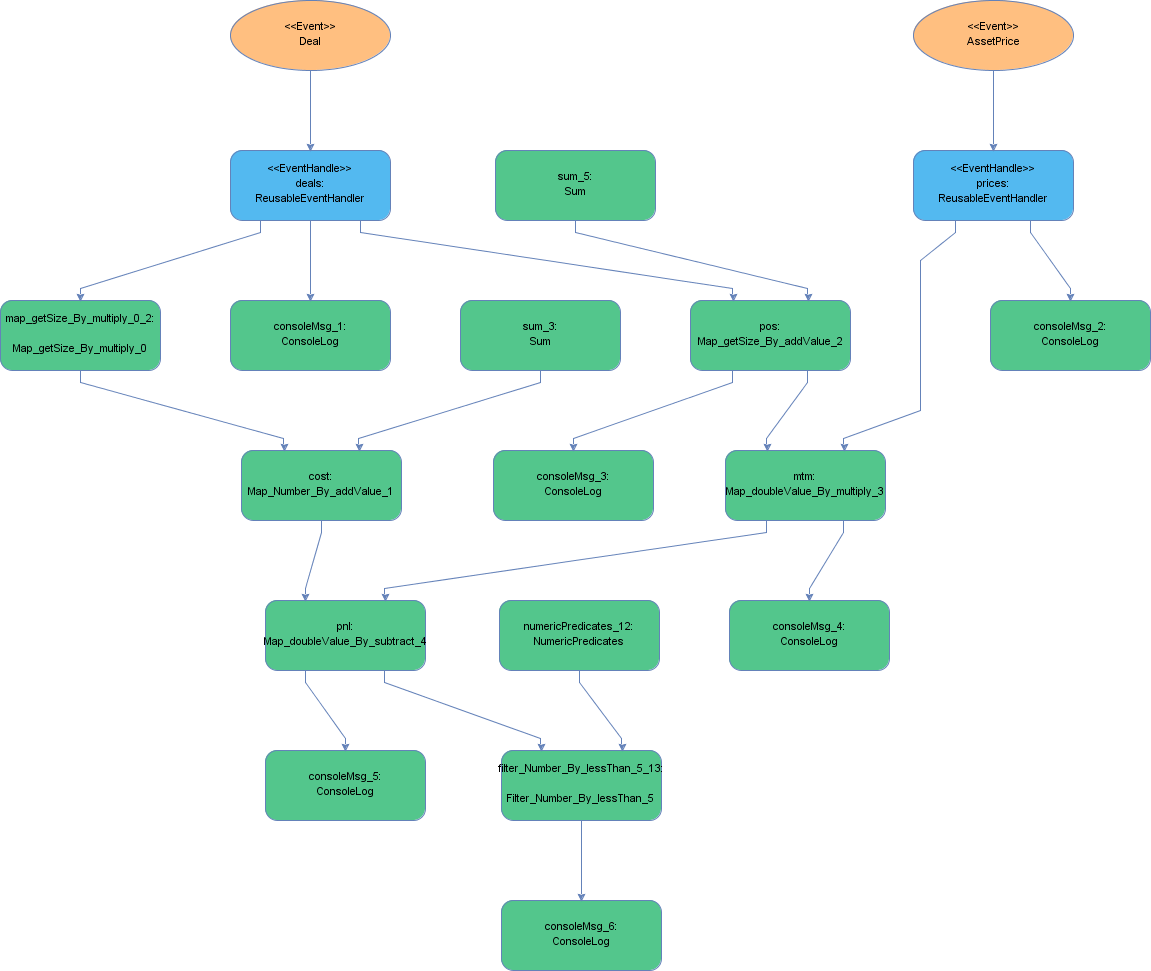 <<Event>>
Deal
<<Event>>
AssetPrice
<<EventHandle>>
deals:
ReusableEventHandler
sum_5:
Sum
<<EventHandle>>
prices:
ReusableEventHandler
map_getSize_By_multiply_0_2:
Map_getSize_By_multiply_0
consoleMsg_1:
ConsoleLog
sum_3:
Sum
pos:
Map_getSize_By_addValue_2
consoleMsg_2:
ConsoleLog
cost:
Map_Number_By_addValue_1
consoleMsg_3:
ConsoleLog
mtm:
Map_doubleValue_By_multiply_3
pnl:
Map_doubleValue_By_subtract_4
numericPredicates_12:
NumericPredicates
consoleMsg_4:
ConsoleLog
consoleMsg_5:
ConsoleLog
filter_Number_By_lessThan_5_13:
Filter_Number_By_lessThan_5
consoleMsg_6:
ConsoleLog